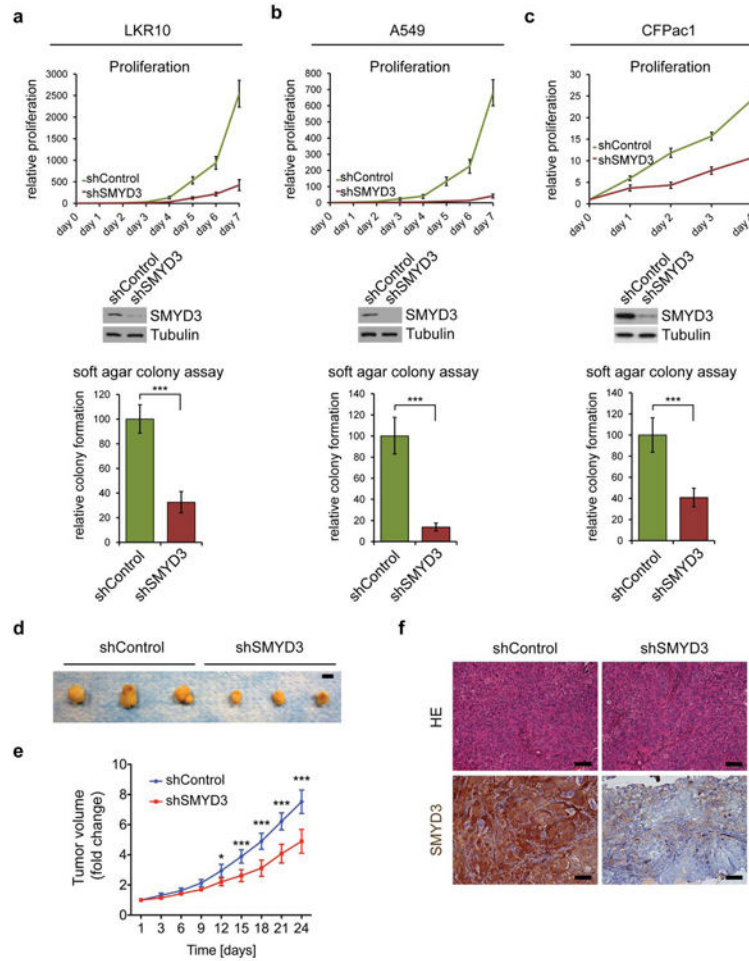 a
LKR10
Proliferation
relative proliferation
3000
2500
2000
1500
1000
500
0
shControl
shSMYD3
day 0
day 1
day 2
day 3
day 4
day 5
day 6
day 7
shControl
shSMYD3
SMYD3
Tubulin
soft agar colony assay
relative colony formation
120
100
80
60
40
20
0
***
shControl
shSMYD3
b
A549
Proliferation
relative proliferation
800
700
600
500
400
300
200
100
0
shControl
shSMYD3
day 0
day 1
day 2
day 3
day 4
day 5
day 6
day 7
shControl
shSMYD3
SMYD3
Tubulin
soft agar colony assay
relative colony formation
140
120
100
80
60
40
20
0
***
shControl
shSMYD3
c
CFPac1
Proliferation
relative proliferation
30
25
20
15
10
5
0
shControl
shSMYD3
day 0
day 1
day 2
day 3
day 4
shControl
shSMYD3
SMYD3
Tubulin
soft agar colony assay
relative colony formation
140
120
100
80
60
40
20
0
***
shControl
shSMYD3
d
shControl
shSMYD3
e
Tumor volume
(fold change)
10
8
6
4
2
0
shControl
shSMYD3
*
***
***
***
***
1 3 6 9 12 15 18 21 24
Time [days]
f
shControl
shSMYD3
HE
SMYD3